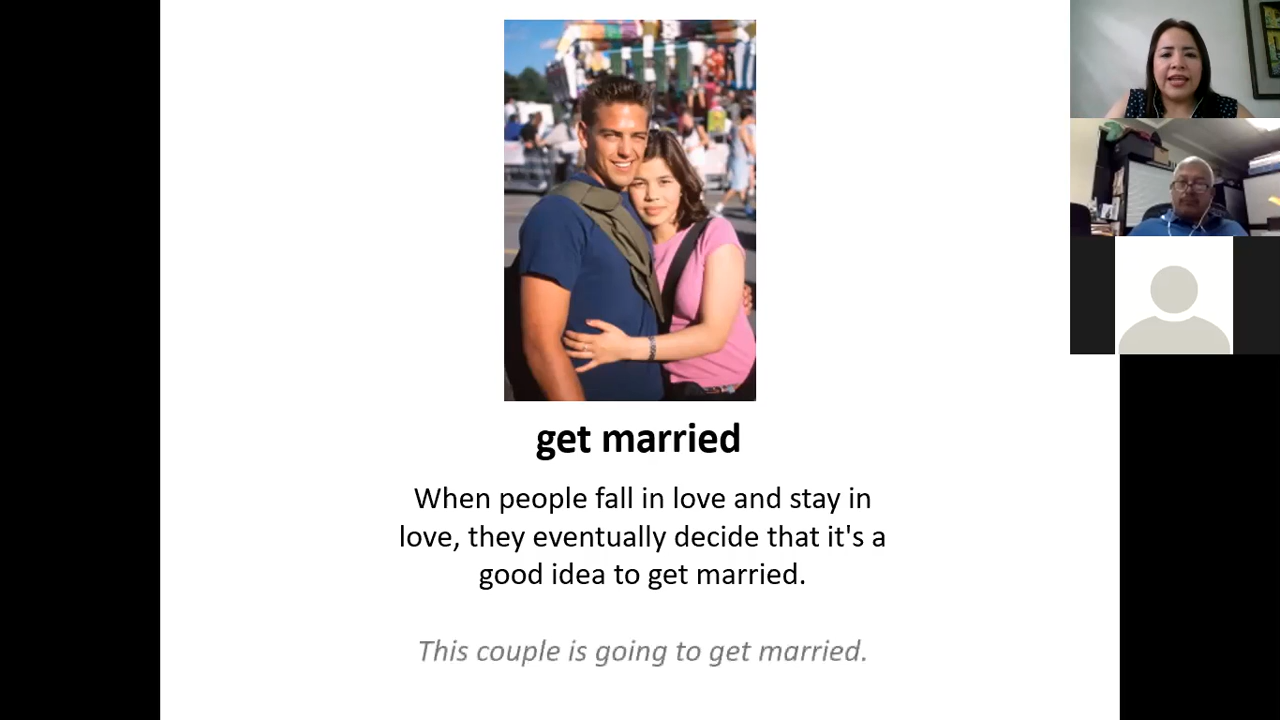 get married
When people fall in love and stay in
love, they eventually decide that it's a
good idea to get married.
This couple is going to get married.